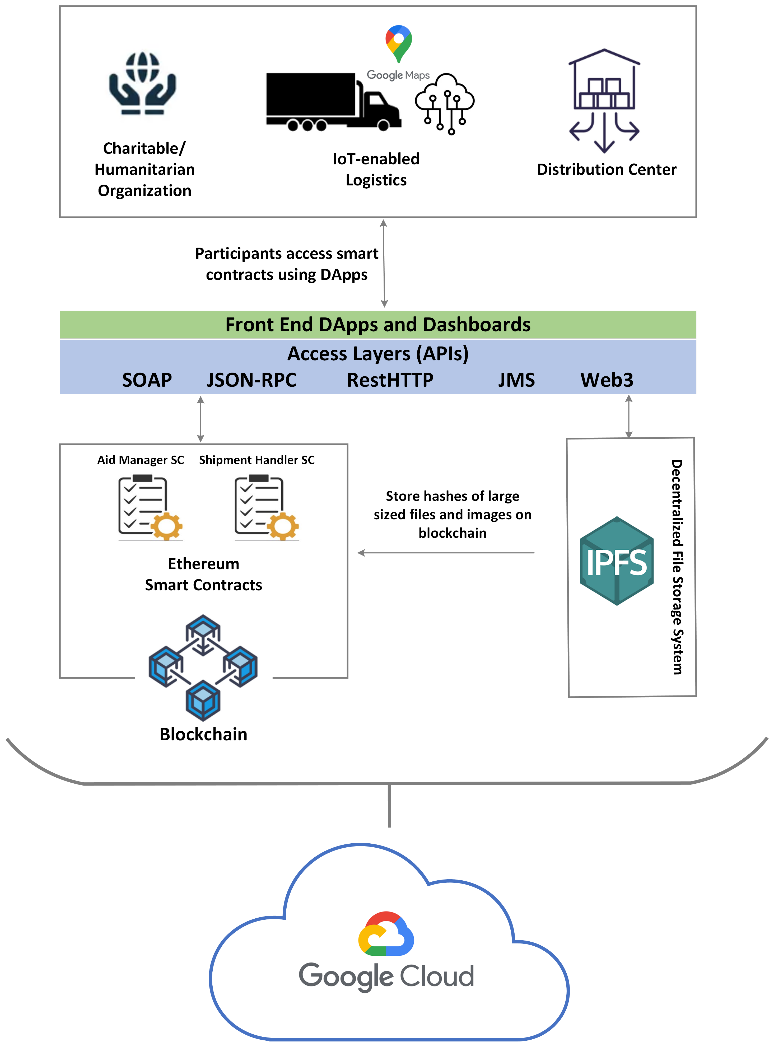 Google Maps
Charitable/
Humanitarian
Organization
IoT-enabled
Logistics
Distribution Center
Participants access smart
contracts using DApps
Front End DApps and Dashboards
Access Layers (APIs)
SOAP JSON-RPC RestHTTP JMS Web3
Aid Manager SC Shipment Handler SC
Ethereum
Smart Contracts
Blockchain
Store hashes of large
sized files and images on
blockchain
IPFS
Decentralized File Storage System
Google Cloud